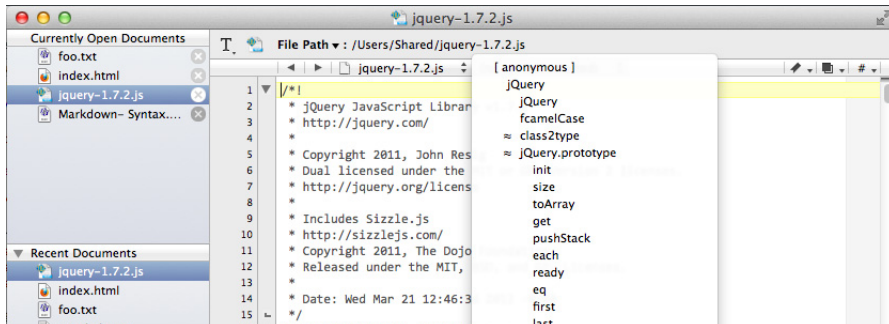 jquery-1.7.2.js
Currently Open Documents
foo.txt
index.html
jquery-1.7.2.js
Markdown- Syntax....
Recent Documents
jquery-1.7.2.js
index.html
foo.txt
T File Path ▾ : /Users/Shared/jquery-1.7.2.js
jquery-1.7.2.js
#
1 /*!
2 * jQuery JavaScript Librar
3 * http://jquery.com/
4 *
5 * Copyright 2011, John Res
6 * Dual licensed under the
7 * http://jquery.org/licens
8 *
9 * Includes Sizzle.js
10 * http://sizzlejs.com/
11 * Copyright 2011, The Dojo
12 * Released under the MIT,
13 *
14 * Date: Wed Mar 21 12:46:3
15 */
[ anonymous ]
jQuery
jQuery
fcamelCase
≈ class2type
≈ jQuery.prototype
init
size
toArray
get
pushStack
each
ready
eq
first
last